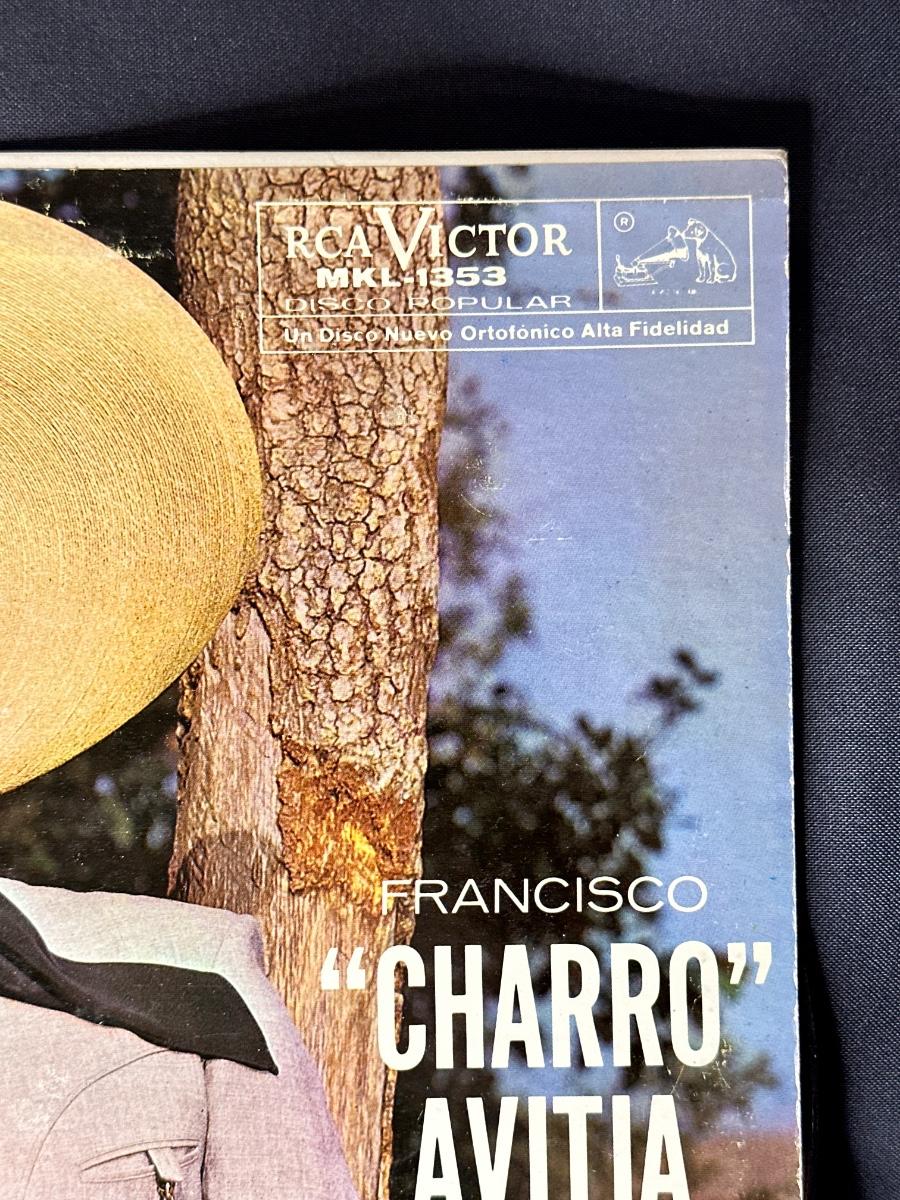 RCA VICTOR
MKL-1353
DISCO POPULAR
®
Un Disco Nuevo Ortofónico Alta Fidelidad
FRANCISCO
“CHARRO”
AVITIA